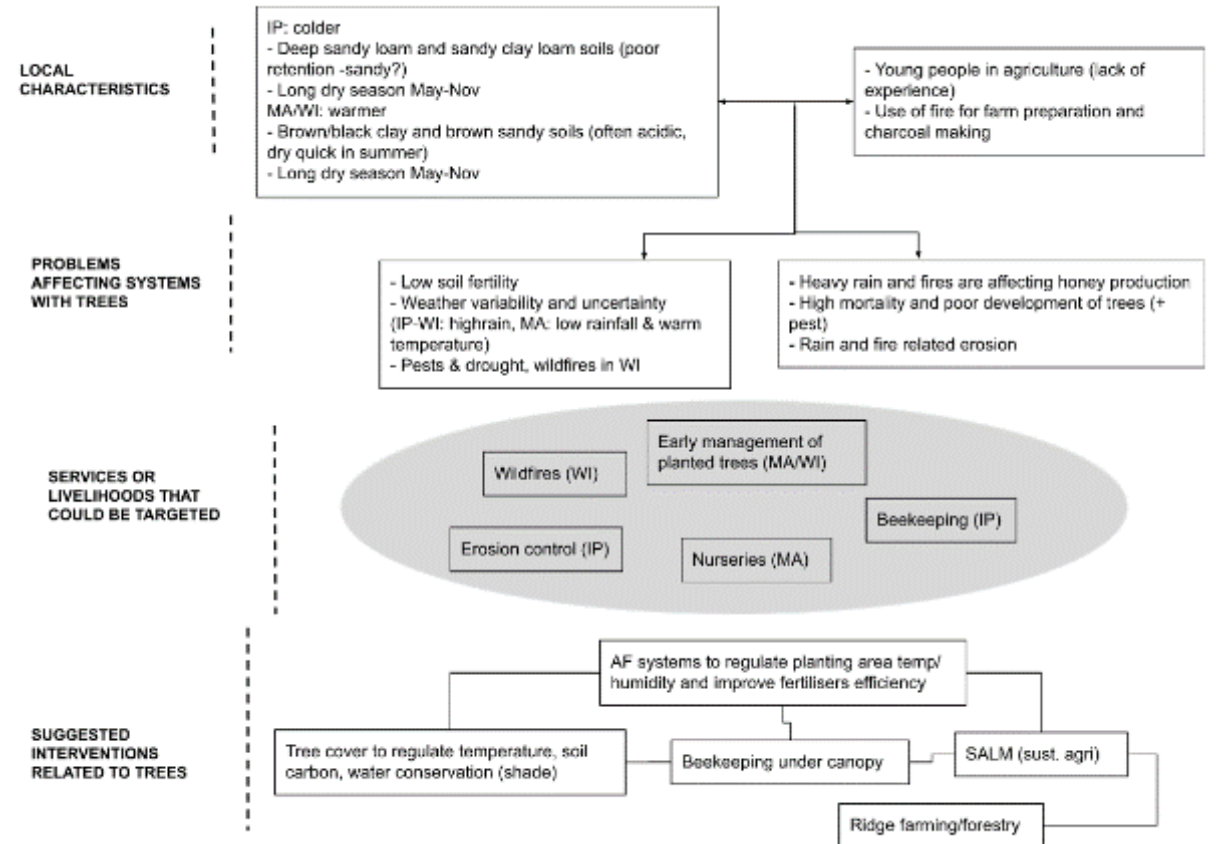 LOCAL
CHARACTERISTICS
IP: colder
- Deep sandy loam and sandy clay loam soils (poor
retention -sandy?)
- Long dry season May-Nov
MA/WI: warmer
- Brown/black clay and brown sandy soils (often acidic,
dry quick in summer)
- Long dry season May-Nov
- Young people in agriculture (lack of
experience)
- Use of fire for farm preparation and
charcoal making
PROBLEMS
AFFECTING SYSTEMS
WITH TREES
- Low soil fertility
- Weather variability and uncertainty
(IP-WI: highrain, MA: low rainfall & warm
temperature)
- Pests & drought, wildfires in WI
- Heavy rain and fires are affecting honey production
- High mortality and poor development of trees (+
pest)
- Rain and fire related erosion
SERVICES OR
LIVELIHOODS THAT
COULD BE TARGETED
Wildfires (WI)
Early management of
planted trees (MA/WI)
Beekeeping (IP)
Erosion control (IP)
Nurseries (MA)
SUGGESTED
INTERVENTIONS
RELATED TO TREES
AF systems to regulate planting area temp/
humidity and improve fertilisers efficiency
Tree cover to regulate temperature, soil
carbon, water conservation (shade)
Beekeeping under canopy
SALM (sust. agri)
Ridge farming/forestry